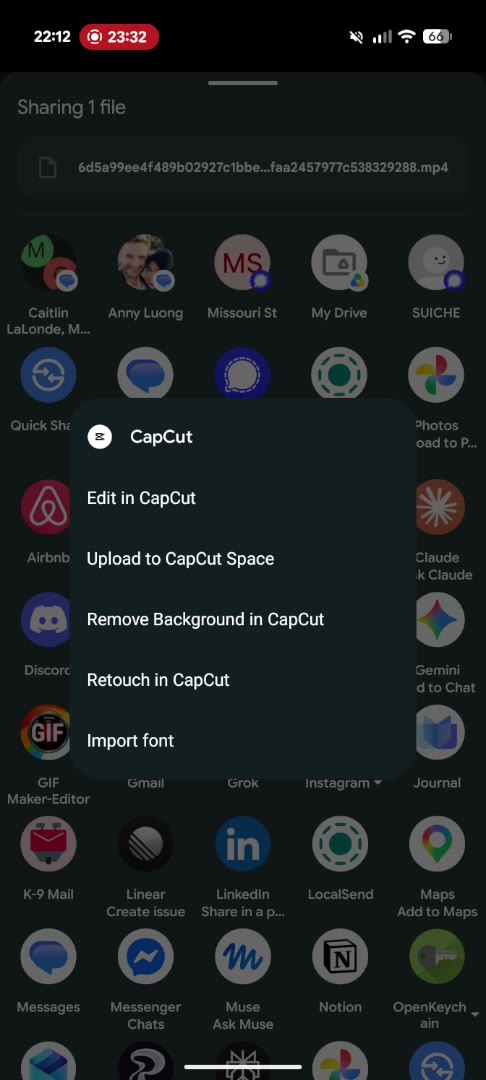 22:12
23:32
66
Sharing 1 file
6d5a99ee4f489b02927c1bbe...faa2457977c538329288.mp4
M
MS
Caitlin
LaLonde, M...
Anny Luong
Missouri St
My Drive
SUICHE
Quick Sha
Photos
oad to P...
CapCut
Edit in CapCut
Upload to CapCut Space
Remove Background in CapCut
Retouch in CapCut
Import font
Airbnb
Claude
k Claude
Discord
Gemini
d to Chat
GIF
GIF
Maker-Editor
Gmail
Grok
Instagram
Journal
in
K-9 Mail
Linear
Create issue
LinkedIn
Share in a p...
LocalSend
Maps
Add to Maps
Messages
Messenger
Chats
Muse
Ask Muse
Notion
OpenKeych
ain